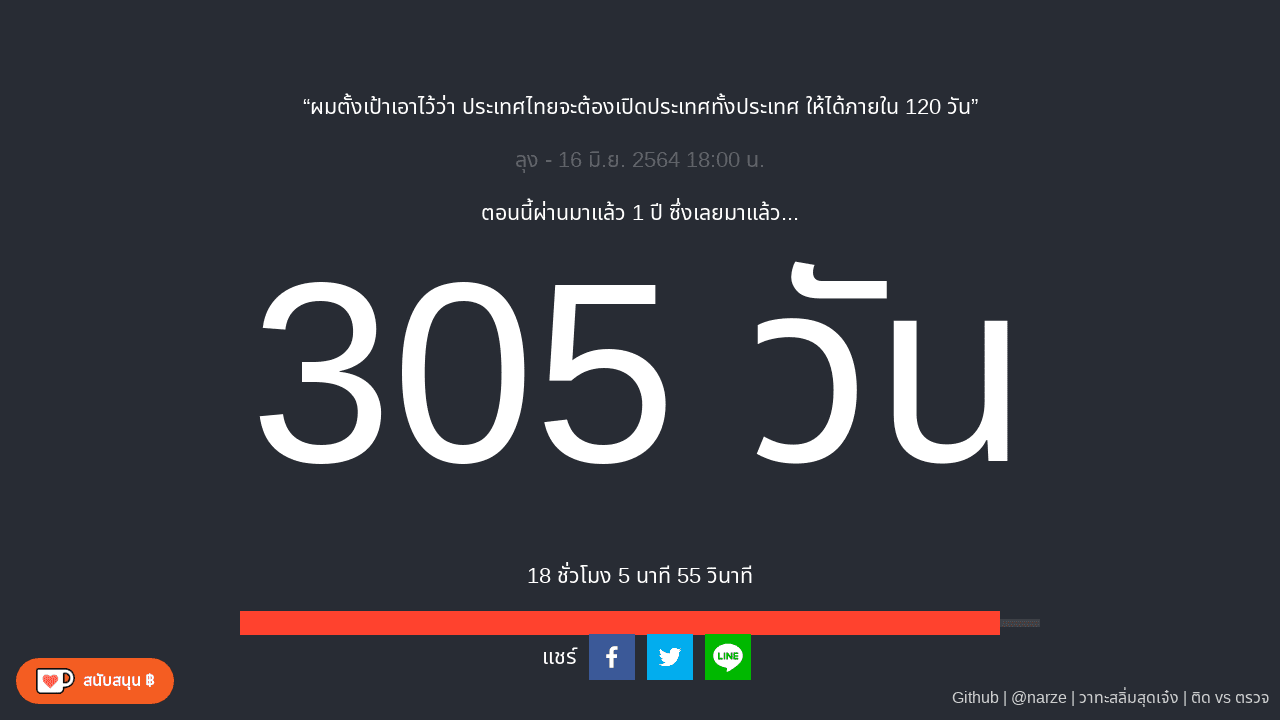 “ผมตั้งเป้าเอาไว้ว่า ประเทศไทยจะต้องเปิดประเทศทั้งประเทศ ให้ได้ภายใน 120 วัน”
ลุง - 16 มิ.ย. 2564 18:00 น.
ตอนนี้ผ่านมาแล้ว 1 ปี ซึ่งเลยมาแล้ว...
305 วัน
18 ชั่วโมง 5 นาที 55 วินาที
แชร์
LINE
สนับสนุน ฿
Github | @narze | วาทะสลิ่มสุดเจ๋ง | ติด vs ตรวจ